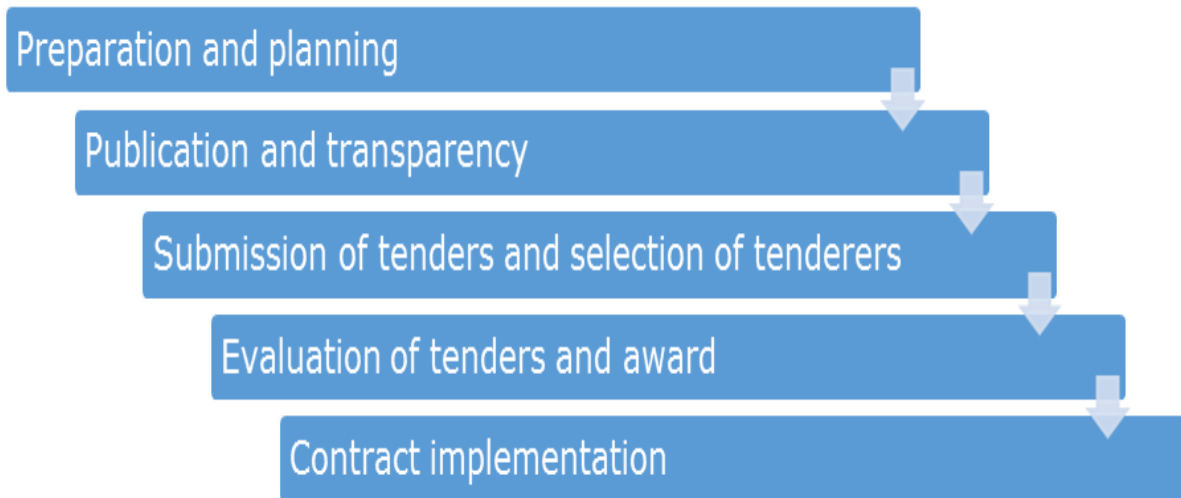 Preparation and planning
Publication and transparency
Submission of tenders and selection of tenderers
Evaluation of tenders and award
Contract implementation